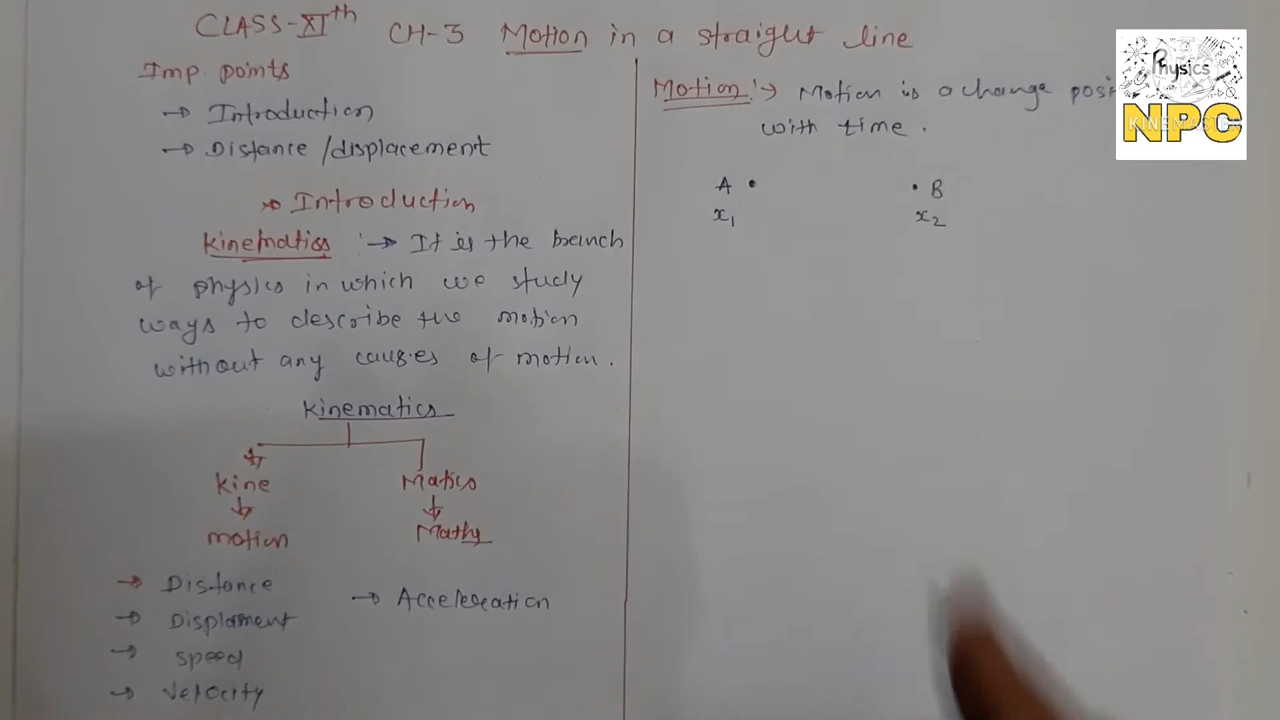 CLASS-XIth CH-3 Motion in a straight line
Imp. points
→ Introduction
→ Distance /displacement
Introduction
Kinematics :→ It is the branch
of physics in which we study
ways to describe the motion
without any causes of motion.
Kinematics
Kine Matics
motion Maths
→ Distance
→ Displament
→ speed
→ Velocity
→ Acceleration
Motion :→ Motion is a change
with time.
A • • B
x₁ x₂
Physics
NPC